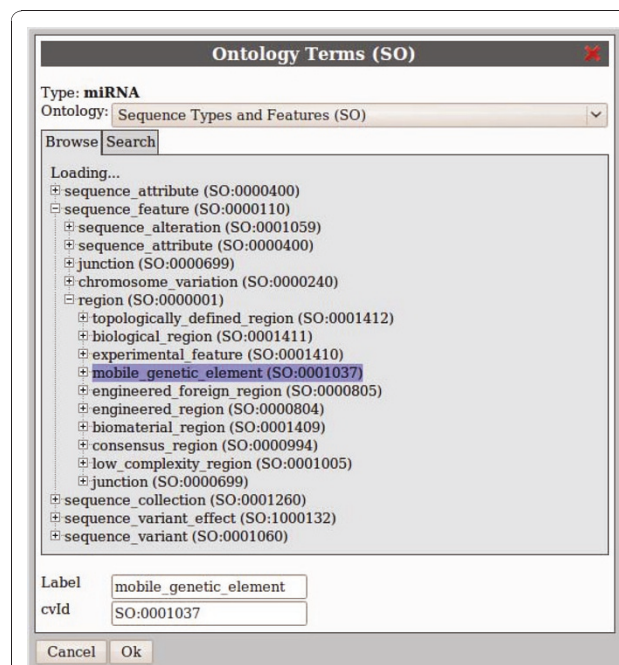 Ontology Terms (SO)
Type: miRNA
Ontology: Sequence Types and Features (SO)
Browse Search
Loading...
sequence_attribute (SO:0000400)
sequence_feature (SO:0000110)
sequence_alteration (SO:0001059)
sequence_attribute (SO:0000400)
junction (SO:0000699)
chromosome_variation (SO:0000240)
region (SO:0000001)
topologically_defined_region (SO:0001412)
biological_region (SO:0001411)
experimental_feature (SO:0001410)
mobile_genetic_element (SO:0001037)
engineered_foreign_region (SO:0000805)
engineered_region (SO:0000804)
biomaterial_region (SO:0001409)
consensus_region (SO:0000994)
low_complexity_region (SO:0001005)
junction (SO:0000699)
sequence_collection (SO:0001260)
sequence_variant_effect (SO:1000132)
sequence_variant (SO:0001060)
Label mobile_genetic_element
cvId SO:0001037
Cancel Ok